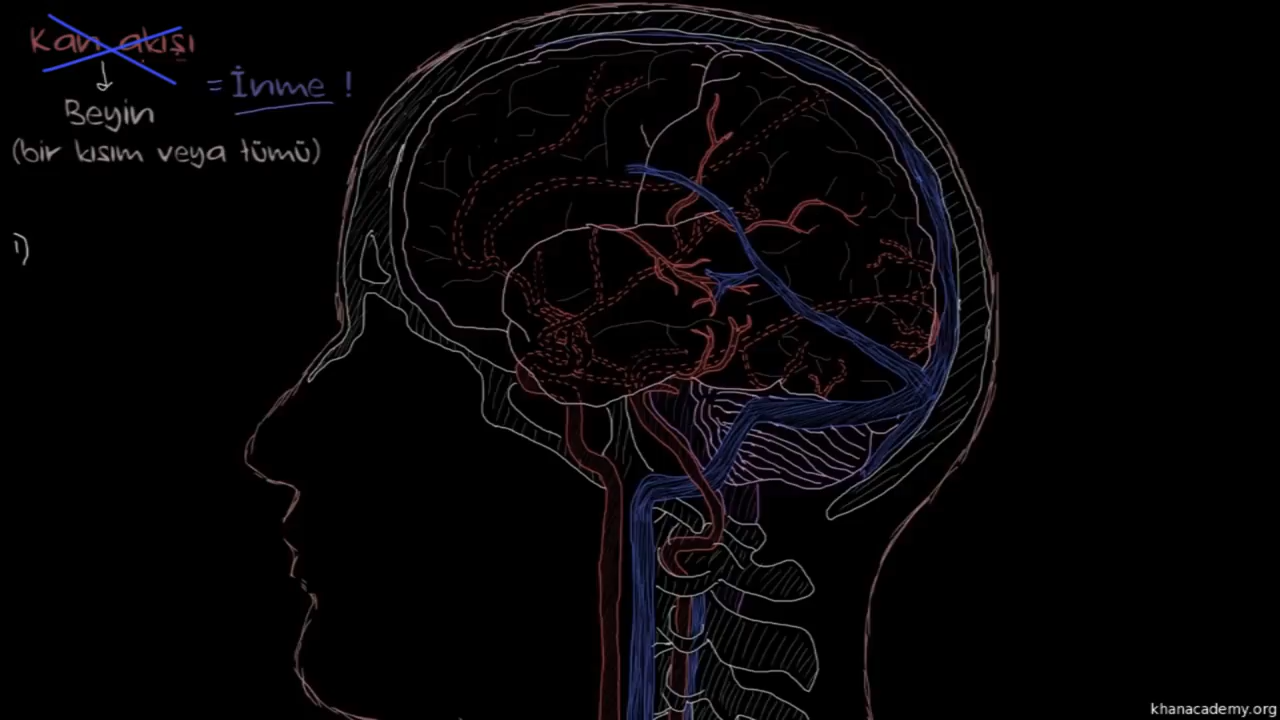 Kan akışı
↓
Beyin = İnme !
(bir kısım veya tümü)
1)
khanacademy.org